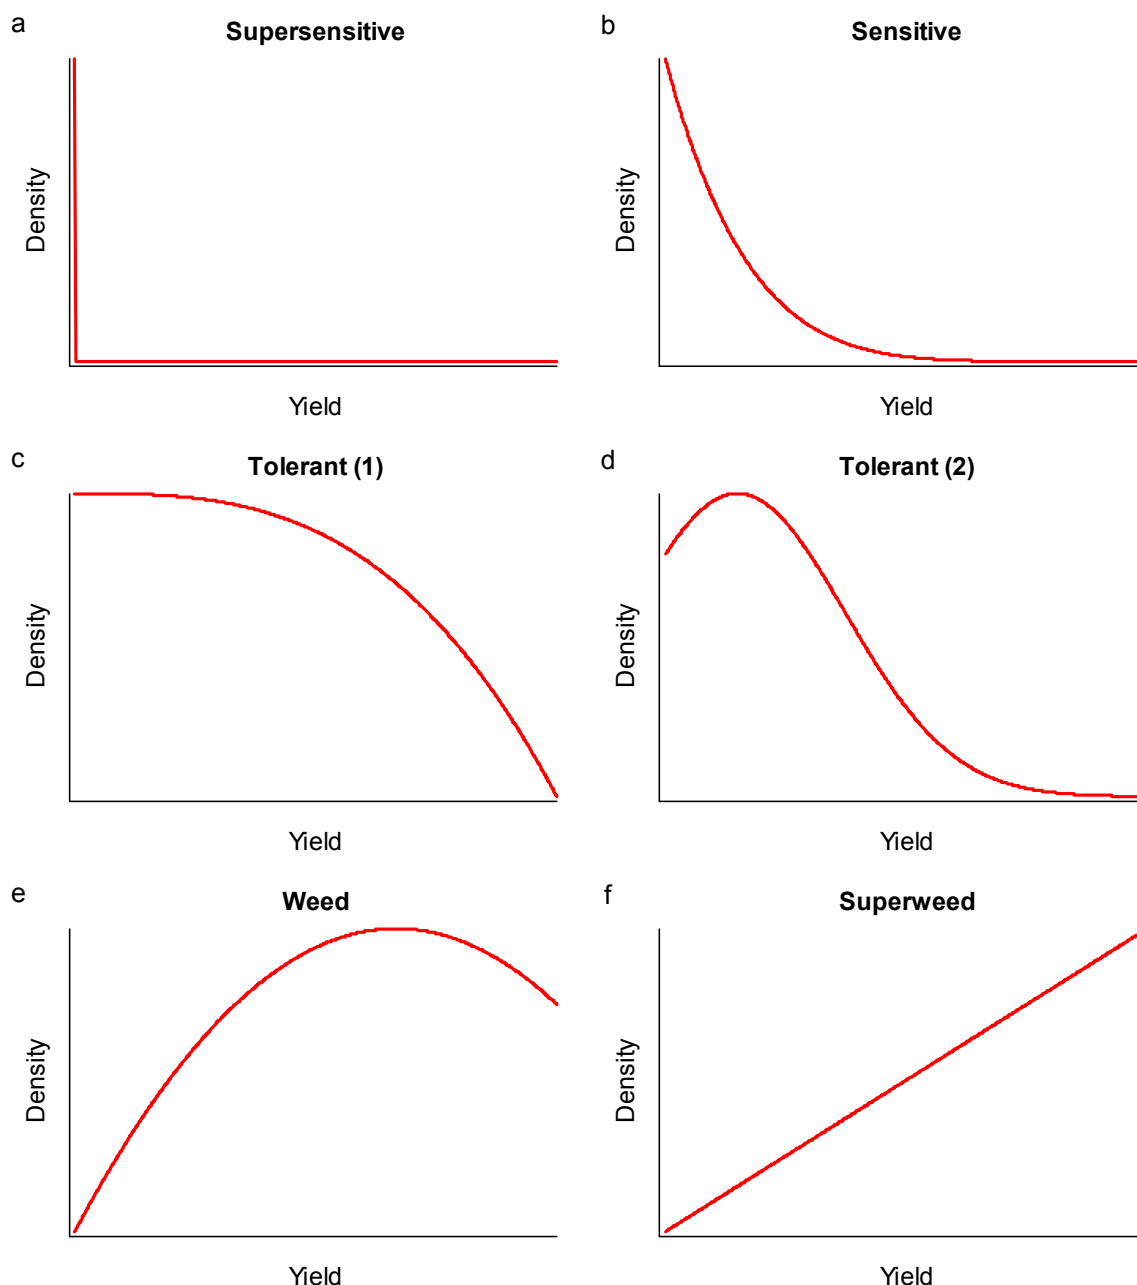 a
Supersensitive
Density
Yield
b
Sensitive
Density
Yield
c
Tolerant (1)
Density
Yield
d
Tolerant (2)
Density
Yield
e
Weed
Density
Yield
f
Superweed
Density
Yield